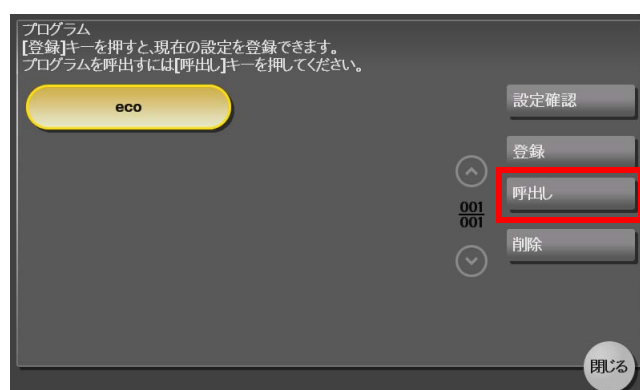 プログラム
[登録]キーを押すと、現在の設定を登録できます。
プログラムを呼出すには[呼出し]キーを押してください。
eco
設定確認
登録
呼出し
001
001
削除
閉じる